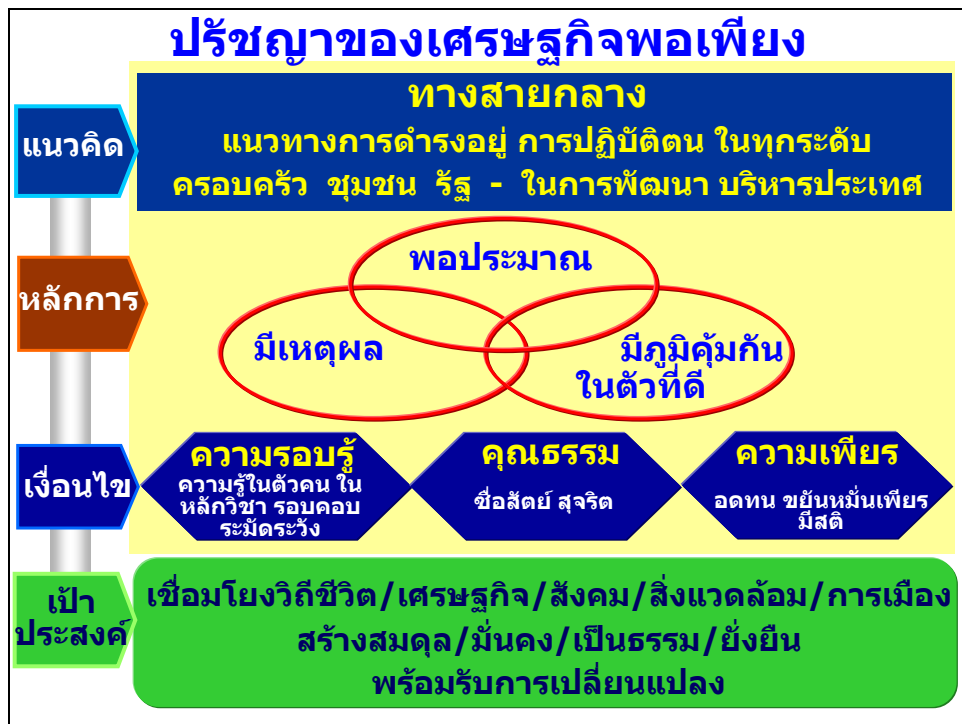 ปรัชญาของเศรษฐกิจพอเพียง
แนวคิด
ทางสายกลาง
แนวทางการดำรงอยู่ การปฏิบัติตน ในทุกระดับ
ครอบครัว ชุมชน รัฐ - ในการพัฒนา บริหารประเทศ
หลักการ
พอประมาณ
มีเหตุผล
มีภูมิคุ้มกัน
ในตัวที่ดี
เงื่อนไข
ความรอบรู้
ความรู้ในตัวคน ใน
หลักวิชา รอบคอบ
ระมัดระวัง
คุณธรรม
ซื่อสัตย์ สุจริต
ความเพียร
อดทน ขยันหมั่นเพียร
มีสติ
เป้า
ประสงค์
เชื่อมโยงวิถีชีวิต/เศรษฐกิจ/สังคม/สิ่งแวดล้อม/การเมือง
สร้างสมดุล/มั่นคง/เป็นธรรม/ยั่งยืน
พร้อมรับการเปลี่ยนแปลง